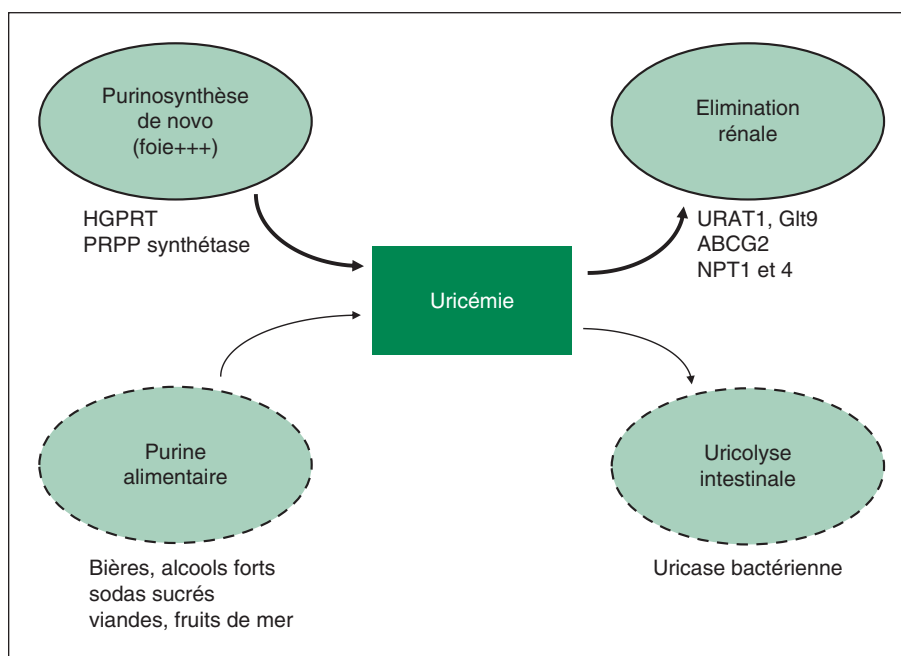 Purinosynthèse
de novo
(foie+++)
HGPRT
PRPP synthétase
Elimination
rénale
URAT1, Glt9
ABCG2
NPT1 et 4
Uricémie
Purine
alimentaire
Bières, alcools forts
sodas sucrés
viandes, fruits de mer
Uricolyse
intestinale
Uricase bactérienne